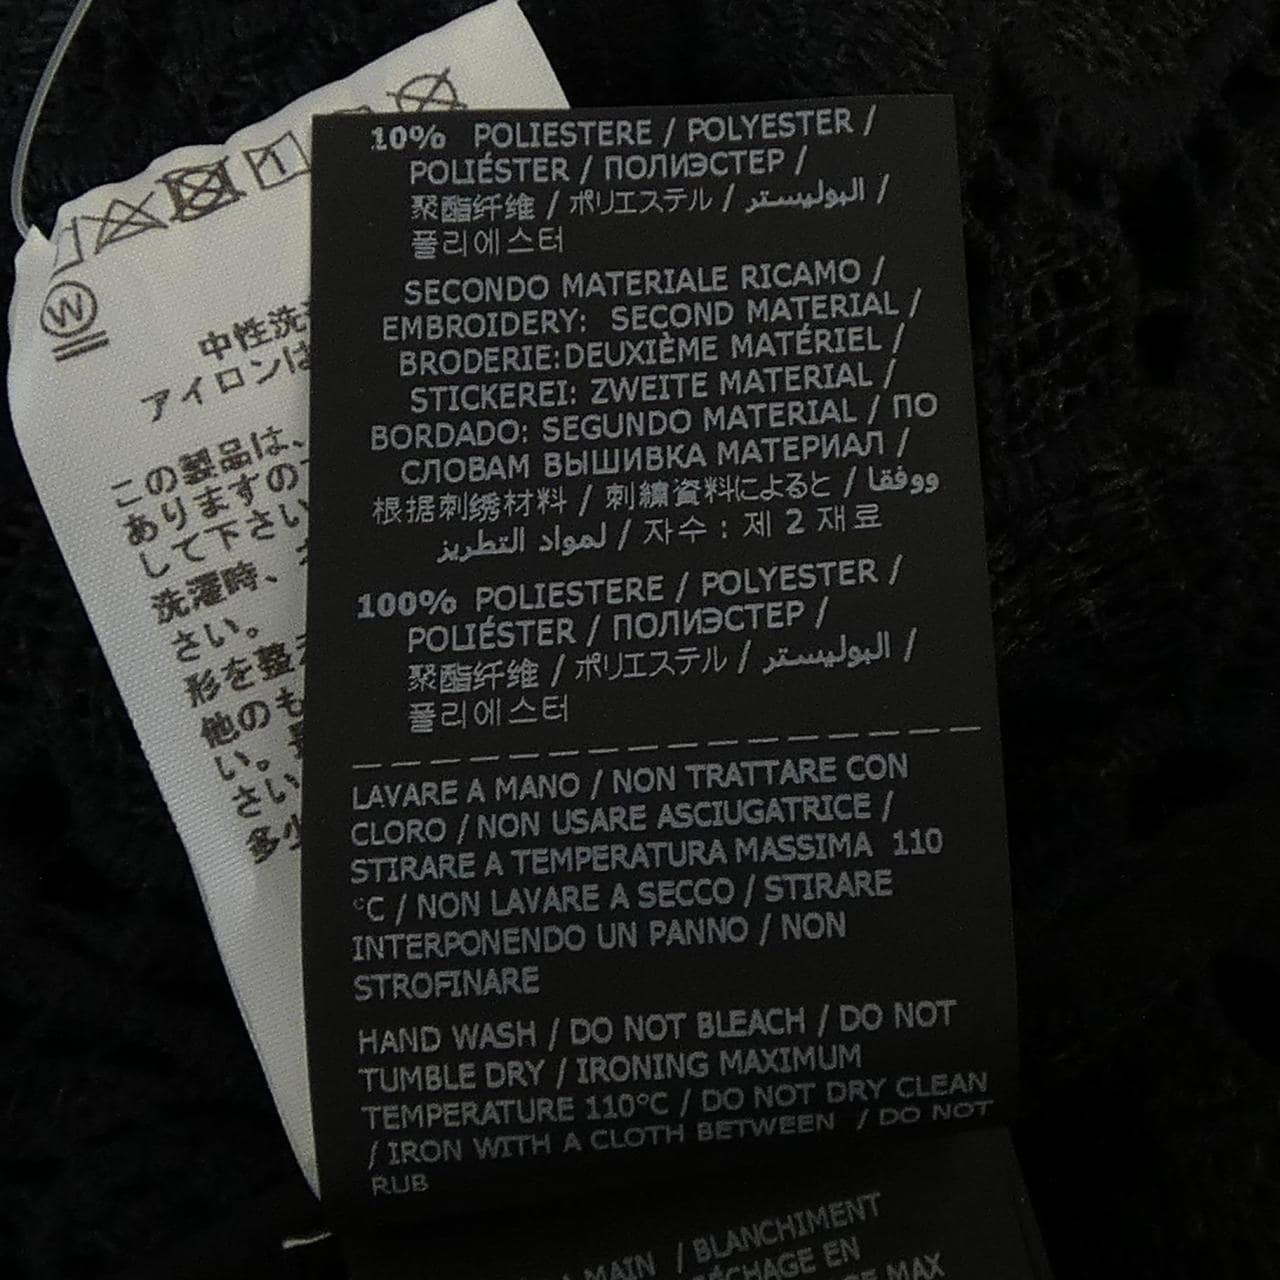 10% POLIESTERE / POLYESTER /
POLIÉSTER / ПОЛИЭСТЕР /
聚酯纤维 / ポリエステル / البوليستر /
폴리에스터
SECONDO MATERIALE RICAMO /
EMBROIDERY: SECOND MATERIAL /
BRODERIE:DEUXIÈME MATÉRIEL /
STICKEREI: ZWEITE MATERIAL /
BORDADO: SEGUNDO MATERIAL / ПО
СЛОВАМ ВЫШИВКА МАТЕРИАЛ /
根据刺绣材料 / 刺繍資料によると / ووفقا
لمواد التطريز / 자수 : 제 2 재료
100% POLIESTERE / POLYESTER /
POLIÉSTER / ПОЛИЭСТЕР /
聚酯纤维 / ポリエステル / البوليستر /
폴리에스터
LAVARE A MANO / NON TRATTARE CON
CLORO / NON USARE ASCIUGATRICE /
STIRARE A TEMPERATURA MASSIMA 110
°C / NON LAVARE A SECCO / STIRARE
INTERPONENDO UN PANNO / NON
STROFINARE
HAND WASH / DO NOT BLEACH / DO NOT
TUMBLE DRY / IRONING MAXIMUM
TEMPERATURE 110°C / DO NOT DRY CLEAN
/ IRON WITH A CLOTH BETWEEN / DO NOT
RUB
MAIN / BLANCHIMENT
EN
MAX
W
中性洗
アイロンは
この製品は、
ありますので
して下さい
洗濯時、
さい。
形を整え
他のも
い。
さい
多少